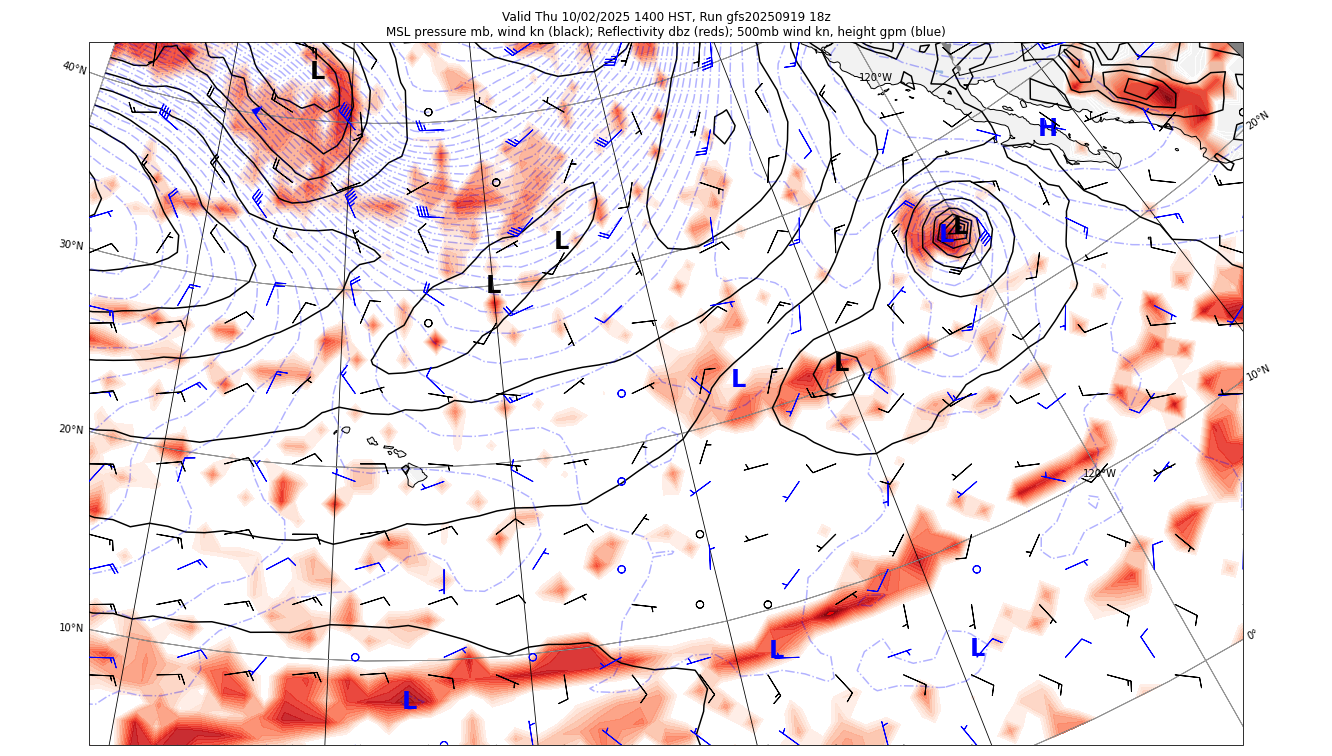 Valid Thu 10/02/2025 1400 HST, Run gfs20250919 18z
MSL pressure mb, wind kn (black); Reflectivity dbz (reds); 500mb wind kn, height gpm (blue)
40°N
L
120°W
20°N
H
30°N
L
L
L
L
L
L
10°N
20°N
120°W
10°N
0°
L
L
L